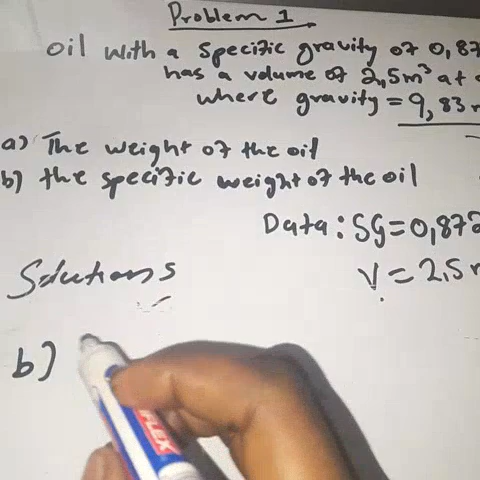 Problem 1
oil with a specific gravity of 0,87
has a volume of 2,5m³ at
where gravity = 9,83
a) The weight of the oil
b) the specific weight of the oil
Data: SG = 0,872
V = 2,5
Solutions
b)
FLEX